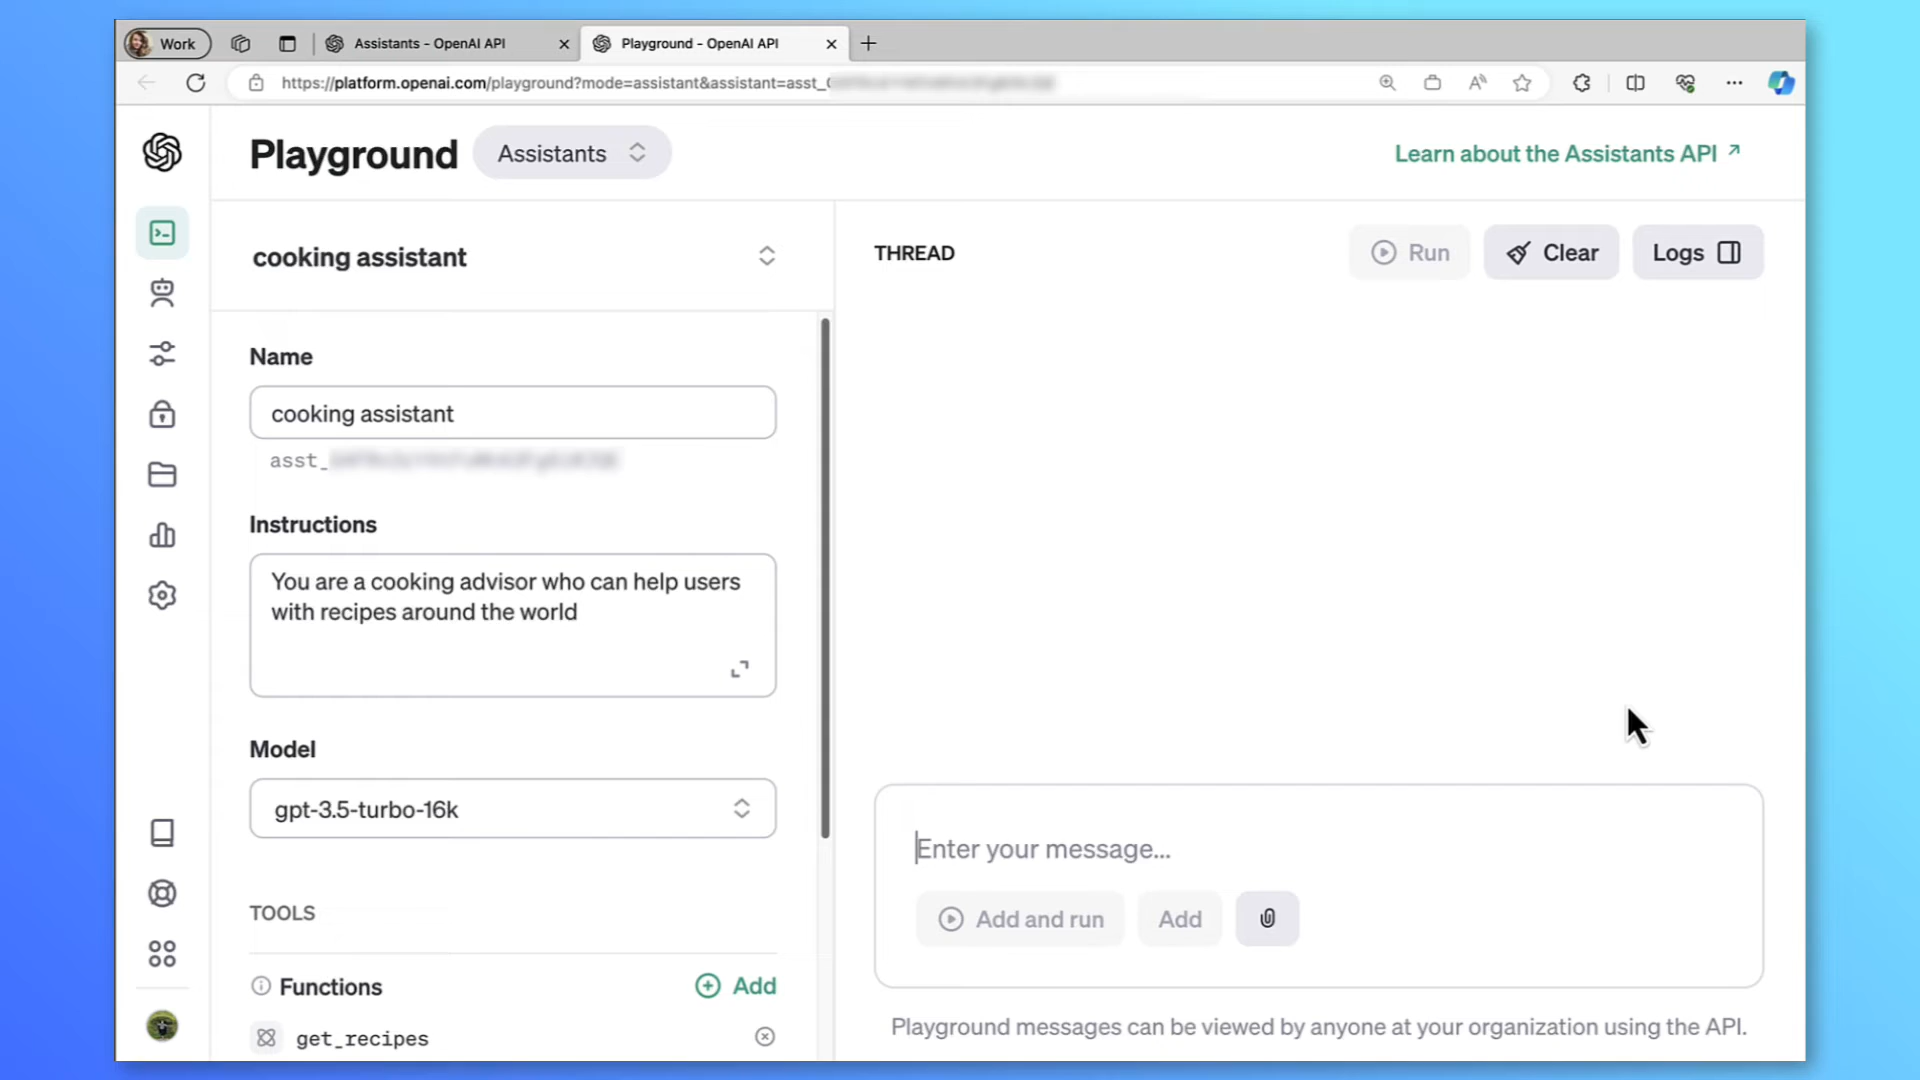 Work
Assistants - OpenAI API
Playground - OpenAI API
https://platform.openai.com/playground?mode=assistant&assistant=asst_
Playground
Assistants
Learn about the Assistants API
cooking assistant
THREAD
Run
Clear
Logs
Name
cooking assistant
asst_
Instructions
You are a cooking advisor who can help users
with recipes around the world
Model
gpt-3.5-turbo-16k
Enter your message...
Add and run
Add
TOOLS
Functions
Add
get_recipes
Playground messages can be viewed by anyone at your organization using the API.